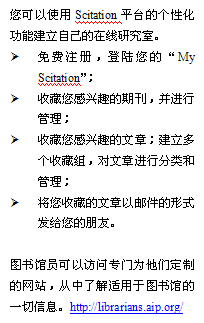 您可以使用 Scitation 平台的个性化
功能建立自己的在线研究室。
➢ 免费注册，登陆您的“My
Scitation”；
➢ 收藏您感兴趣的期刊，并进行
管理；
➢ 收藏您感兴趣的文章；建立多
个收藏组，对文章进行分类和
管理；
➢ 将您收藏的文章以邮件的形式
发给您的朋友。
图书馆员可以访问专门为他们定制
的网站，从中了解适用于图书馆的
一切信息。http://librarians.aip.org/